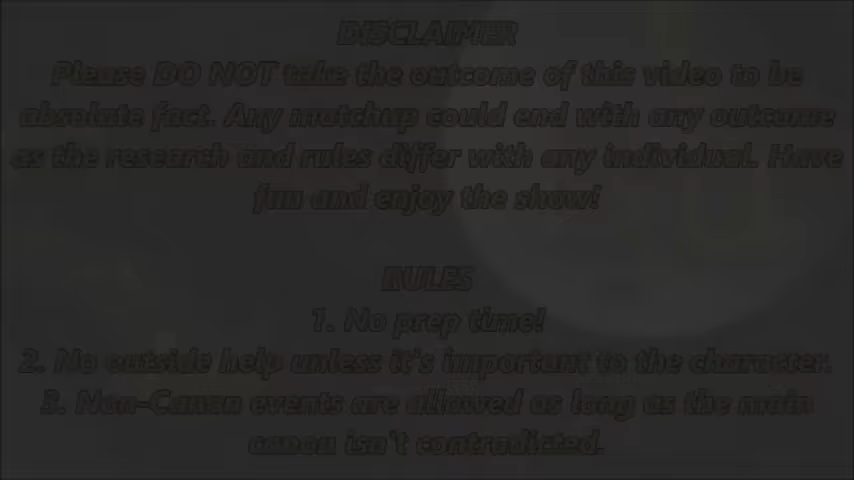 DISCLAIMER
Please DO NOT take the outcome of this video to be
absolute fact. Any matchup could end with any outcome
as the research and rules differ with any individual. Have
fun and enjoy the show!
RULES
1. No prep time!
2. No outside help unless it's important to the character.
3. Non-Canon events are allowed as long as the main
canon isn't contradicted.